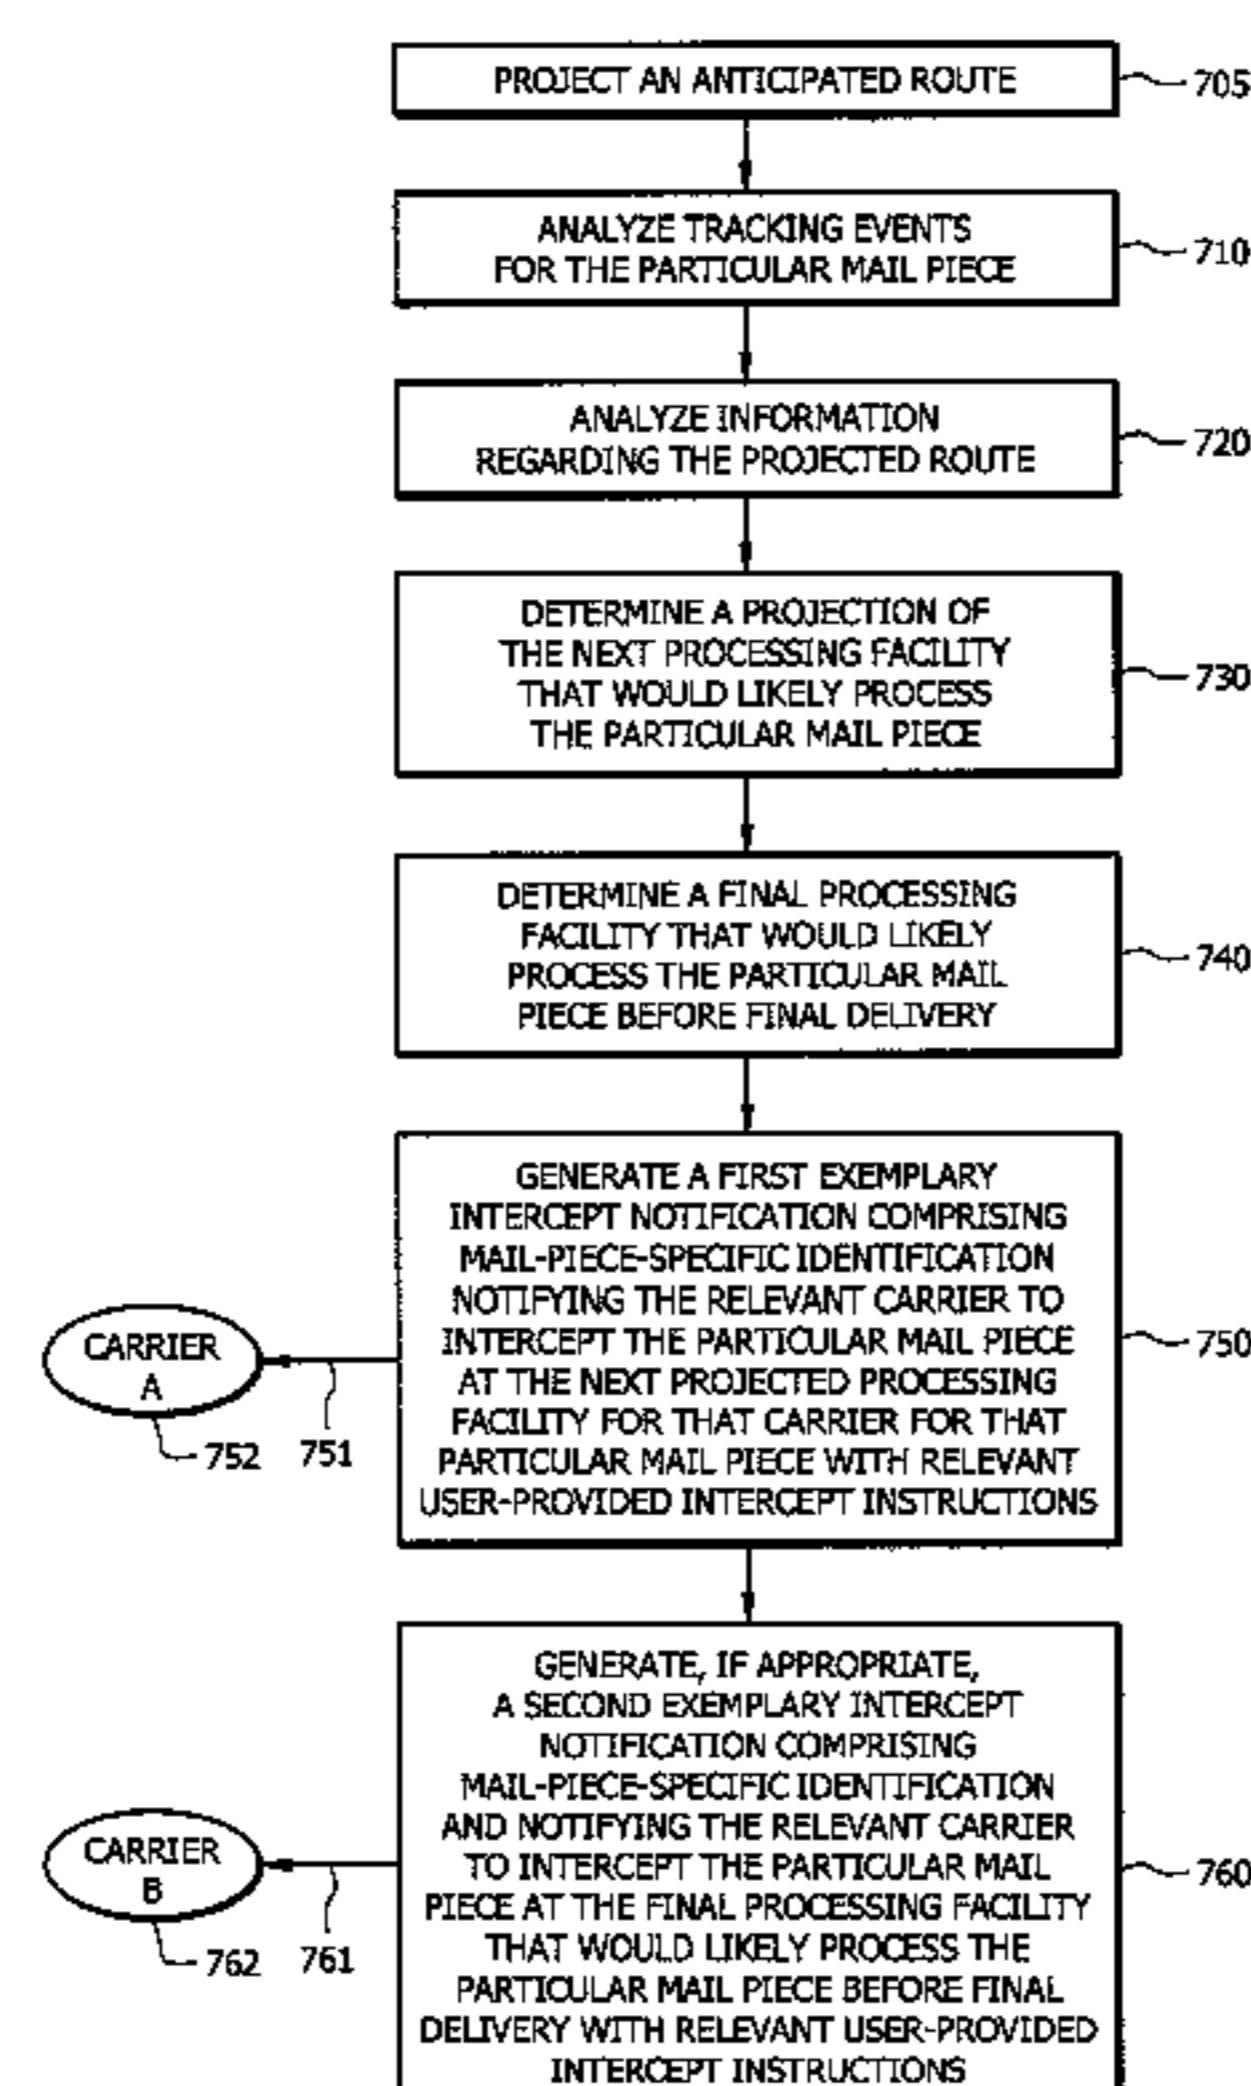 PROJECT AN ANTICIPATED ROUTE
705
ANALYZE TRACKING EVENTS
FOR THE PARTICULAR MAIL PIECE
710
ANALYZE INFORMATION
REGARDING THE PROJECTED ROUTE
720
DETERMINE A PROJECTION OF
THE NEXT PROCESSING FACILITY
THAT WOULD LIKELY PROCESS
THE PARTICULAR MAIL PIECE
730
DETERMINE A FINAL PROCESSING
FACILITY THAT WOULD LIKELY
PROCESS THE PARTICULAR MAIL
PIECE BEFORE FINAL DELIVERY
740
GENERATE A FIRST EXEMPLARY
INTERCEPT NOTIFICATION COMPRISING
MAIL-PIECE-SPECIFIC IDENTIFICATION
NOTIFYING THE RELEVANT CARRIER TO
INTERCEPT THE PARTICULAR MAIL PIECE
AT THE NEXT PROJECTED PROCESSING
FACILITY FOR THAT CARRIER FOR THAT
PARTICULAR MAIL PIECE WITH RELEVANT
USER-PROVIDED INTERCEPT INSTRUCTIONS
750
CARRIER
A
752
751
GENERATE, IF APPROPRIATE,
A SECOND EXEMPLARY INTERCEPT
NOTIFICATION COMPRISING
MAIL-PIECE-SPECIFIC IDENTIFICATION
AND NOTIFYING THE RELEVANT CARRIER
TO INTERCEPT THE PARTICULAR MAIL
PIECE AT THE FINAL PROCESSING FACILITY
THAT WOULD LIKELY PROCESS THE
PARTICULAR MAIL PIECE BEFORE FINAL
DELIVERY WITH RELEVANT USER-PROVIDED
INTERCEPT INSTRUCTIONS
760
CARRIER
B
762
761